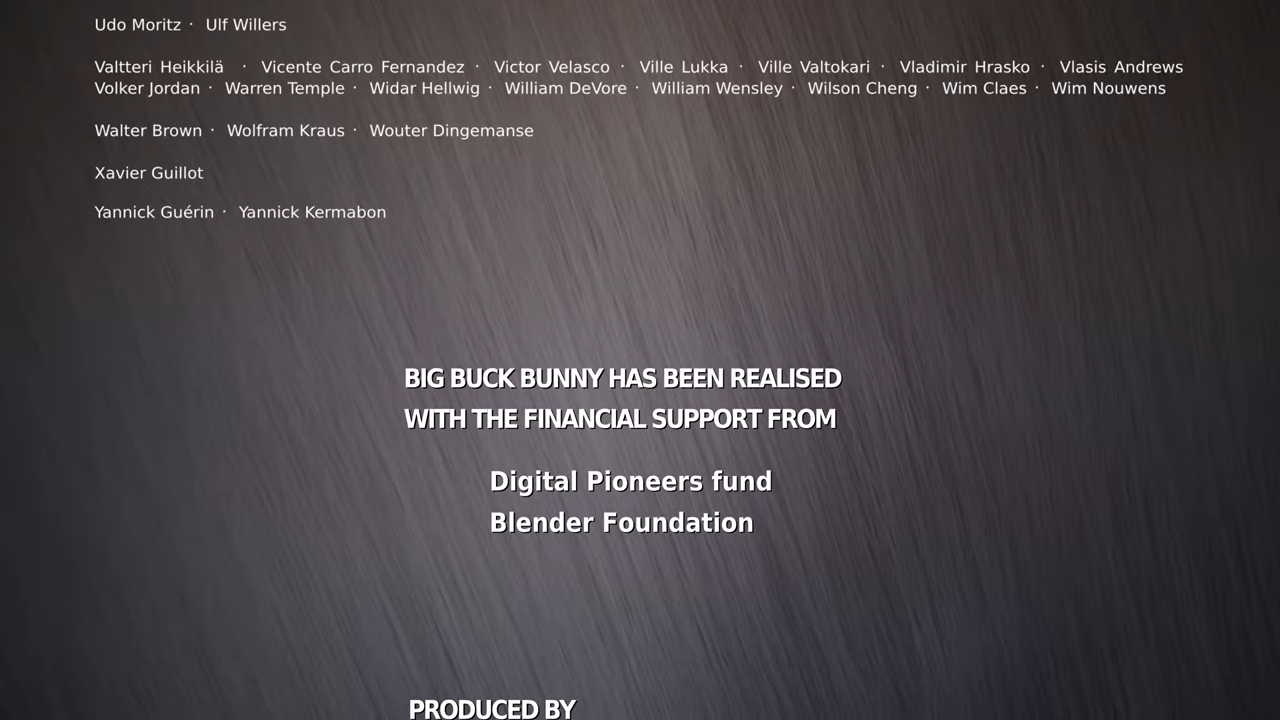 Udo Moritz · Ulf Willers
Valtteri Heikkilä · Vicente Carro Fernandez · Victor Velasco · Ville Lukka · Ville Valtokari · Vladimir Hrasko · Vlasis Andrews
Volker Jordan · Warren Temple · Widar Hellwig · William DeVore · William Wensley · Wilson Cheng · Wim Claes · Wim Nouwens
Walter Brown · Wolfram Kraus · Wouter Dingemanse
Xavier Guillot
Yannick Guérin · Yannick Kermabon
BIG BUCK BUNNY HAS BEEN REALISED
WITH THE FINANCIAL SUPPORT FROM
Digital Pioneers fund
Blender Foundation
PRODUCED BY